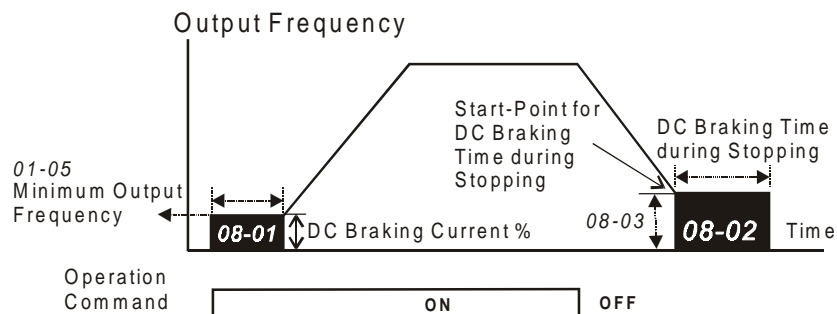 Output Frequency
Start-Point for
DC Braking
Time during
Stopping
DC Braking Time
during Stopping
01-05
Minimum Output
Frequency
08-01
DC Braking Current %
08-03
08-02
Time
Operation
Command
ON
OFF